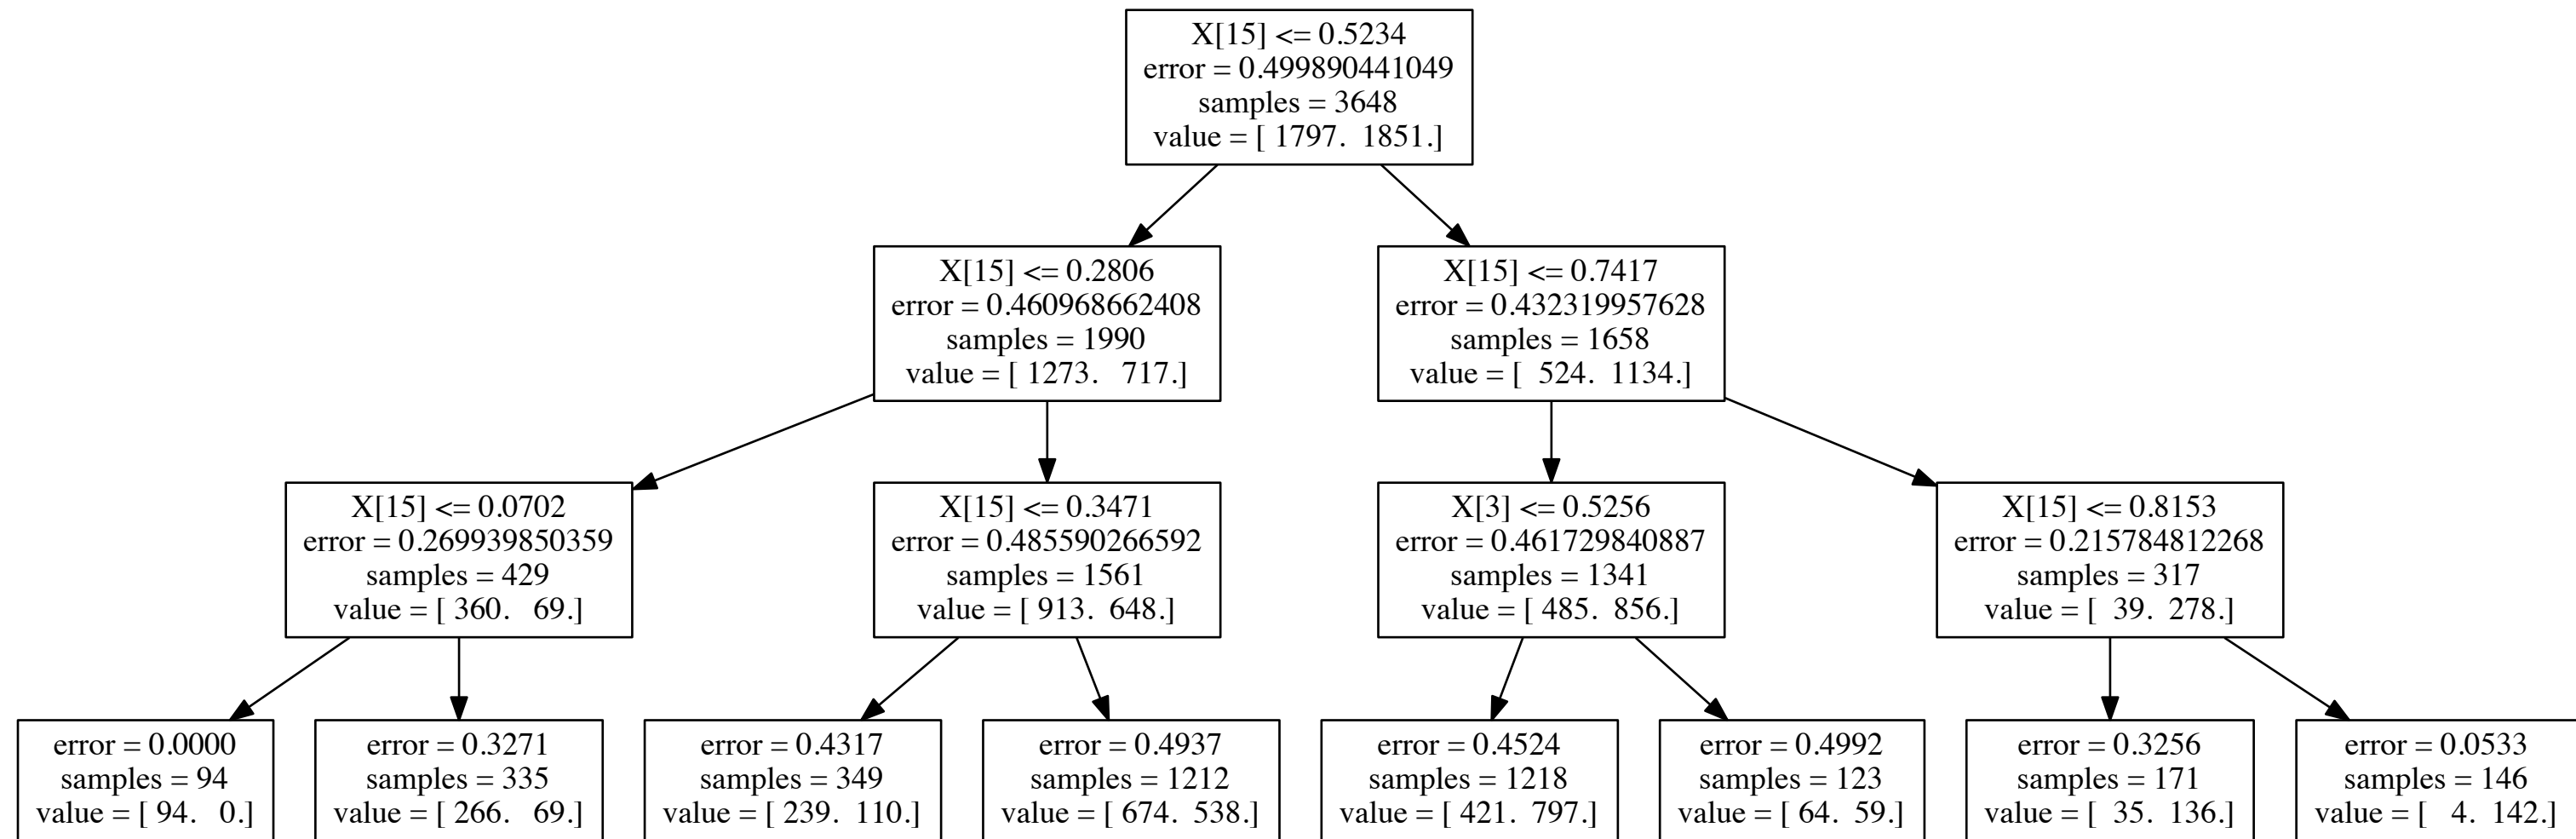 X[15] <= 0.5234
error = 0.499890441049
samples = 3648
value = [ 1797.  1851.]
X[15] <= 0.2806
error = 0.460968662408
samples = 1990
value = [ 1273.   717.]
X[15] <= 0.7417
error = 0.432319957628
samples = 1658
value = [  524.  1134.]
X[15] <= 0.0702
error = 0.269939850359
samples = 429
value = [ 360.   69.]
X[15] <= 0.3471
error = 0.485590266592
samples = 1561
value = [ 913.  648.]
X[3] <= 0.5256
error = 0.461729840887
samples = 1341
value = [ 485.  856.]
X[15] <= 0.8153
error = 0.215784812268
samples = 317
value = [  39.  278.]
error = 0.0000
samples = 94
value = [ 94.   0.]
error = 0.3271
samples = 335
value = [ 266.   69.]
error = 0.4317
samples = 349
value = [ 239.  110.]
error = 0.4937
samples = 1212
value = [ 674.  538.]
error = 0.4524
samples = 1218
value = [ 421.  797.]
error = 0.4992
samples = 123
value = [ 64.  59.]
error = 0.3256
samples = 171
value = [  35.  136.]
error = 0.0533
samples = 146
value = [   4.  142.]